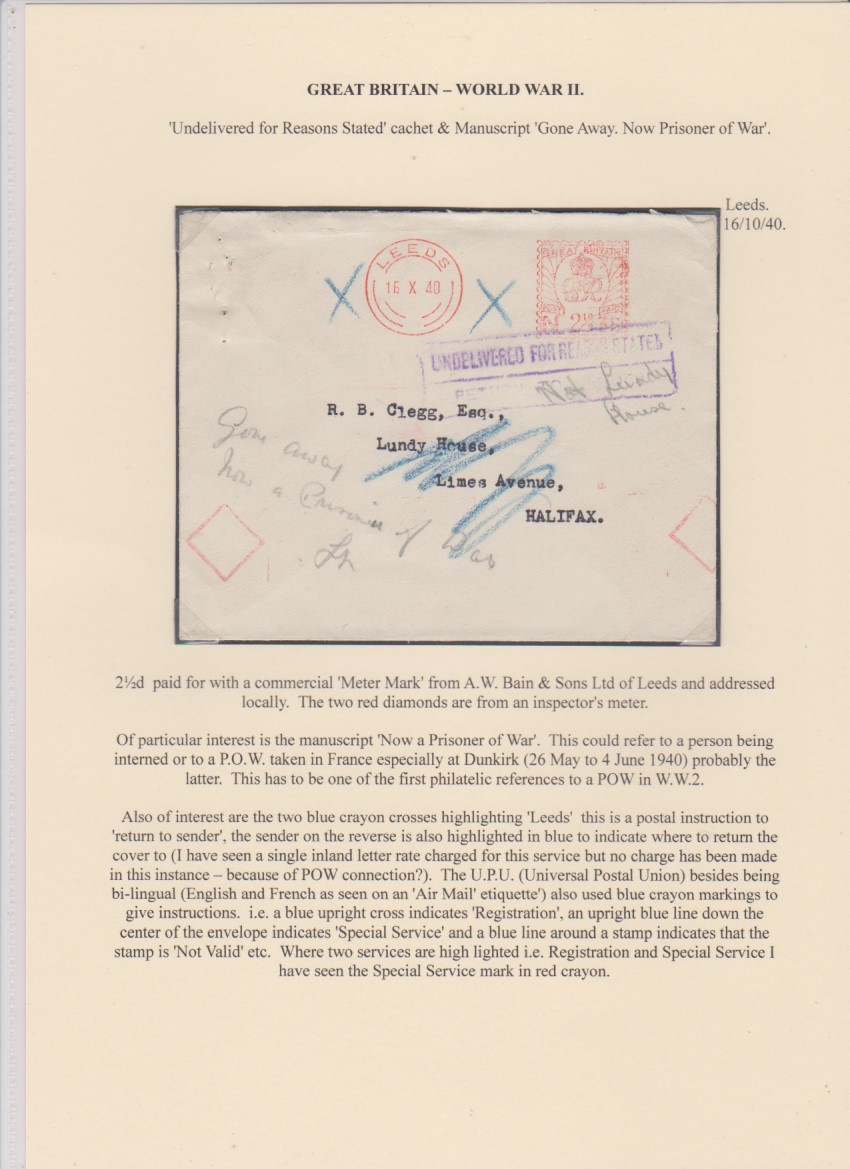 GREAT BRITAIN – WORLD WAR II.
'Undelivered for Reasons Stated' cachet & Manuscript 'Gone Away. Now Prisoner of War'.
Leeds.
16/10/40.
LEEDS
16 X 40
GREAT BRITAIN
2½
UNDELIVERED FOR REASONS STATED
Not Lundy
House.
R. B. Clegg, Esq.,
Lundy House,
Limes Avenue,
HALIFAX.
Gone away
now a Prisoner of War
2½d paid for with a commercial 'Meter Mark' from A.W. Bain & Sons Ltd of Leeds and addressed
locally. The two red diamonds are from an inspector's meter.
Of particular interest is the manuscript 'Now a Prisoner of War'. This could refer to a person being
interned or to a P.O.W. taken in France especially at Dunkirk (26 May to 4 June 1940) probably the
latter. This has to be one of the first philatelic references to a POW in W.W.2.
Also of interest are the two blue crayon crosses highlighting 'Leeds' this is a postal instruction to
'return to sender', the sender on the reverse is also highlighted in blue to indicate where to return the
cover to (I have seen a single inland letter rate charged for this service but no charge has been made
in this instance – because of POW connection?). The U.P.U. (Universal Postal Union) besides being
bi-lingual (English and French as seen on an 'Air Mail' etiquette') also used blue crayon markings to
give instructions. i.e. a blue upright cross indicates 'Registration', an upright blue line down the
center of the envelope indicates 'Special Service' and a blue line around a stamp indicates that the
stamp is 'Not Valid' etc. Where two services are high lighted i.e. Registration and Special Service I
have seen the Special Service mark in red crayon.